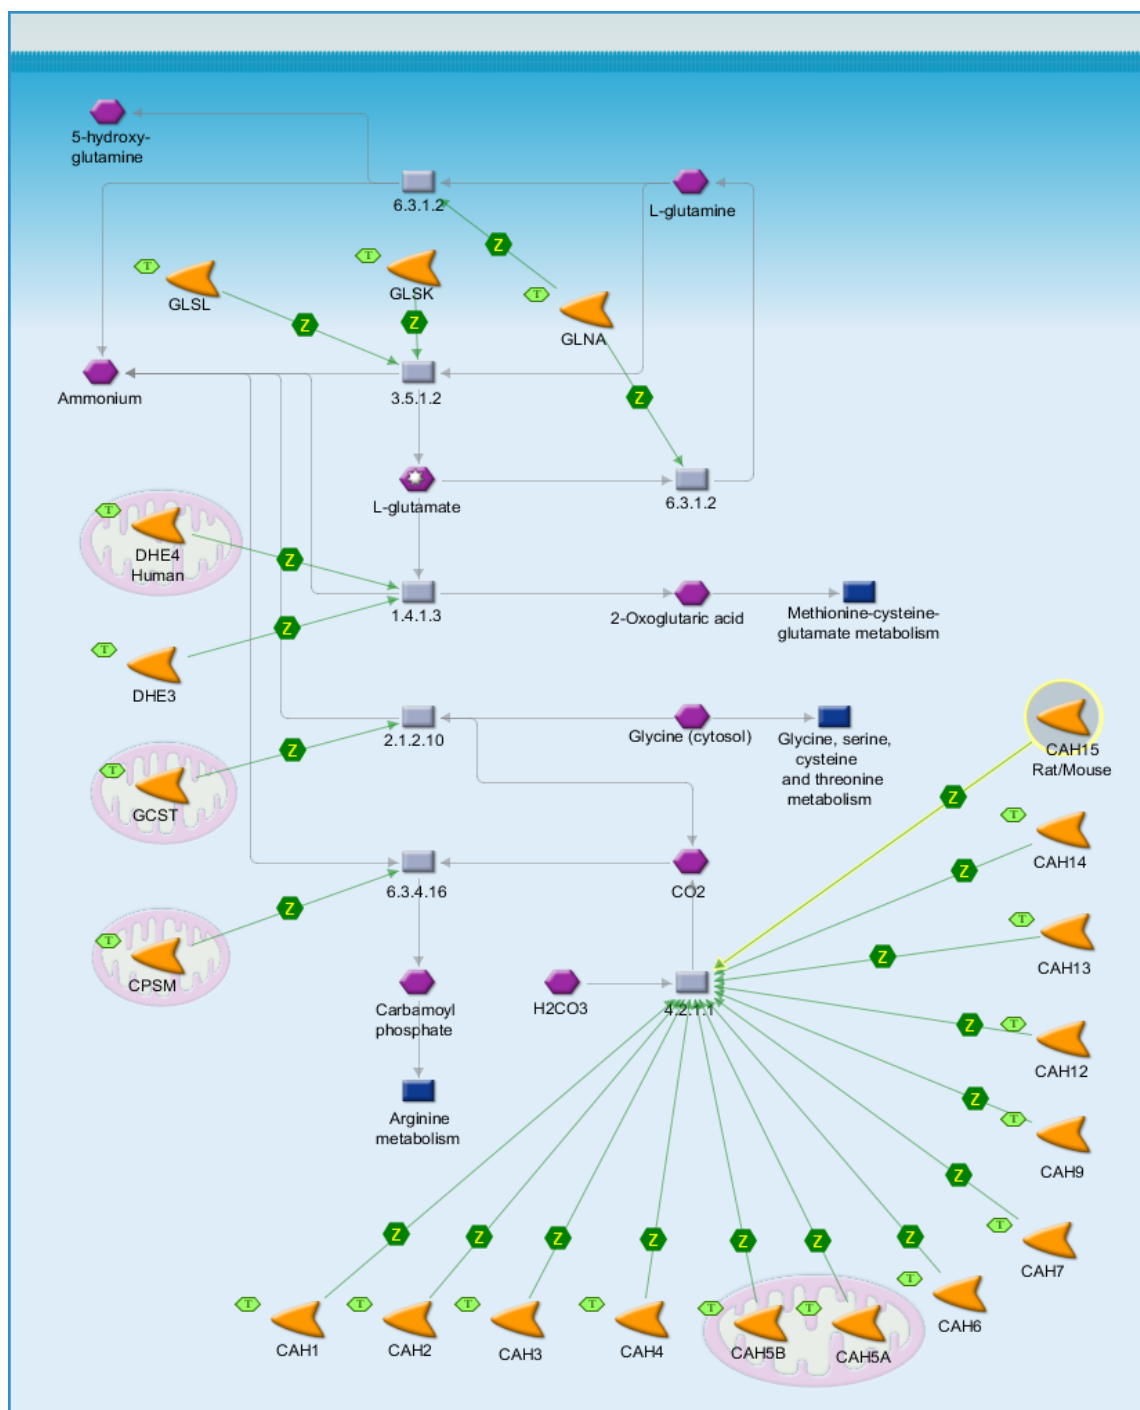 5-hydroxy-
glutamine
6.3.1.2
L-glutamine
Z
T
GLSL
T
GLSK
T
GLNA
Z
Z
Z
Ammonium
3.5.1.2
L-glutamate
6.3.1.2
T
DHE4
Human
Z
1.4.1.3
2-Oxoglutaric acid
Methionine-cysteine-
glutamate metabolism
Z
T
DHE3
2.1.2.10
Glycine (cytosol)
Glycine, serine,
cysteine
and threonine
metabolism
CAH15
Rat/Mouse
Z
T
GCST
Z
T
CAH14
Z
6.3.4.16
CO2
Z
T
CPSM
T
CAH13
Z
Carbamoyl
phosphate
H2CO3
4.2.1.1
Z
T
CAH12
Arginine
metabolism
Z
T
CAH9
Z
T
CAH7
Z
Z
Z
Z
Z
Z
Z
T
CAH1
T
CAH2
T
CAH3
T
CAH4
T
CAH5B
T
CAH5A
T
CAH6